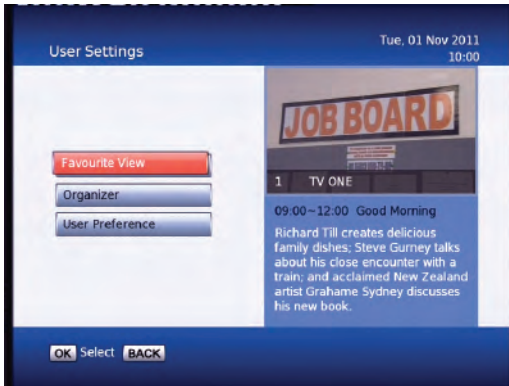 User Settings
Tue, 01 Nov 2011
10:00
Favourite View
Organizer
User Preference
JOB BOARD
1 TV ONE
09:00~12:00 Good Morning
Richard Till creates delicious
family dishes; Steve Gurney talks
about his close encounter with a
train; and acclaimed New Zealand
artist Grahame Sydney discusses
his new book.
OK Select BACK